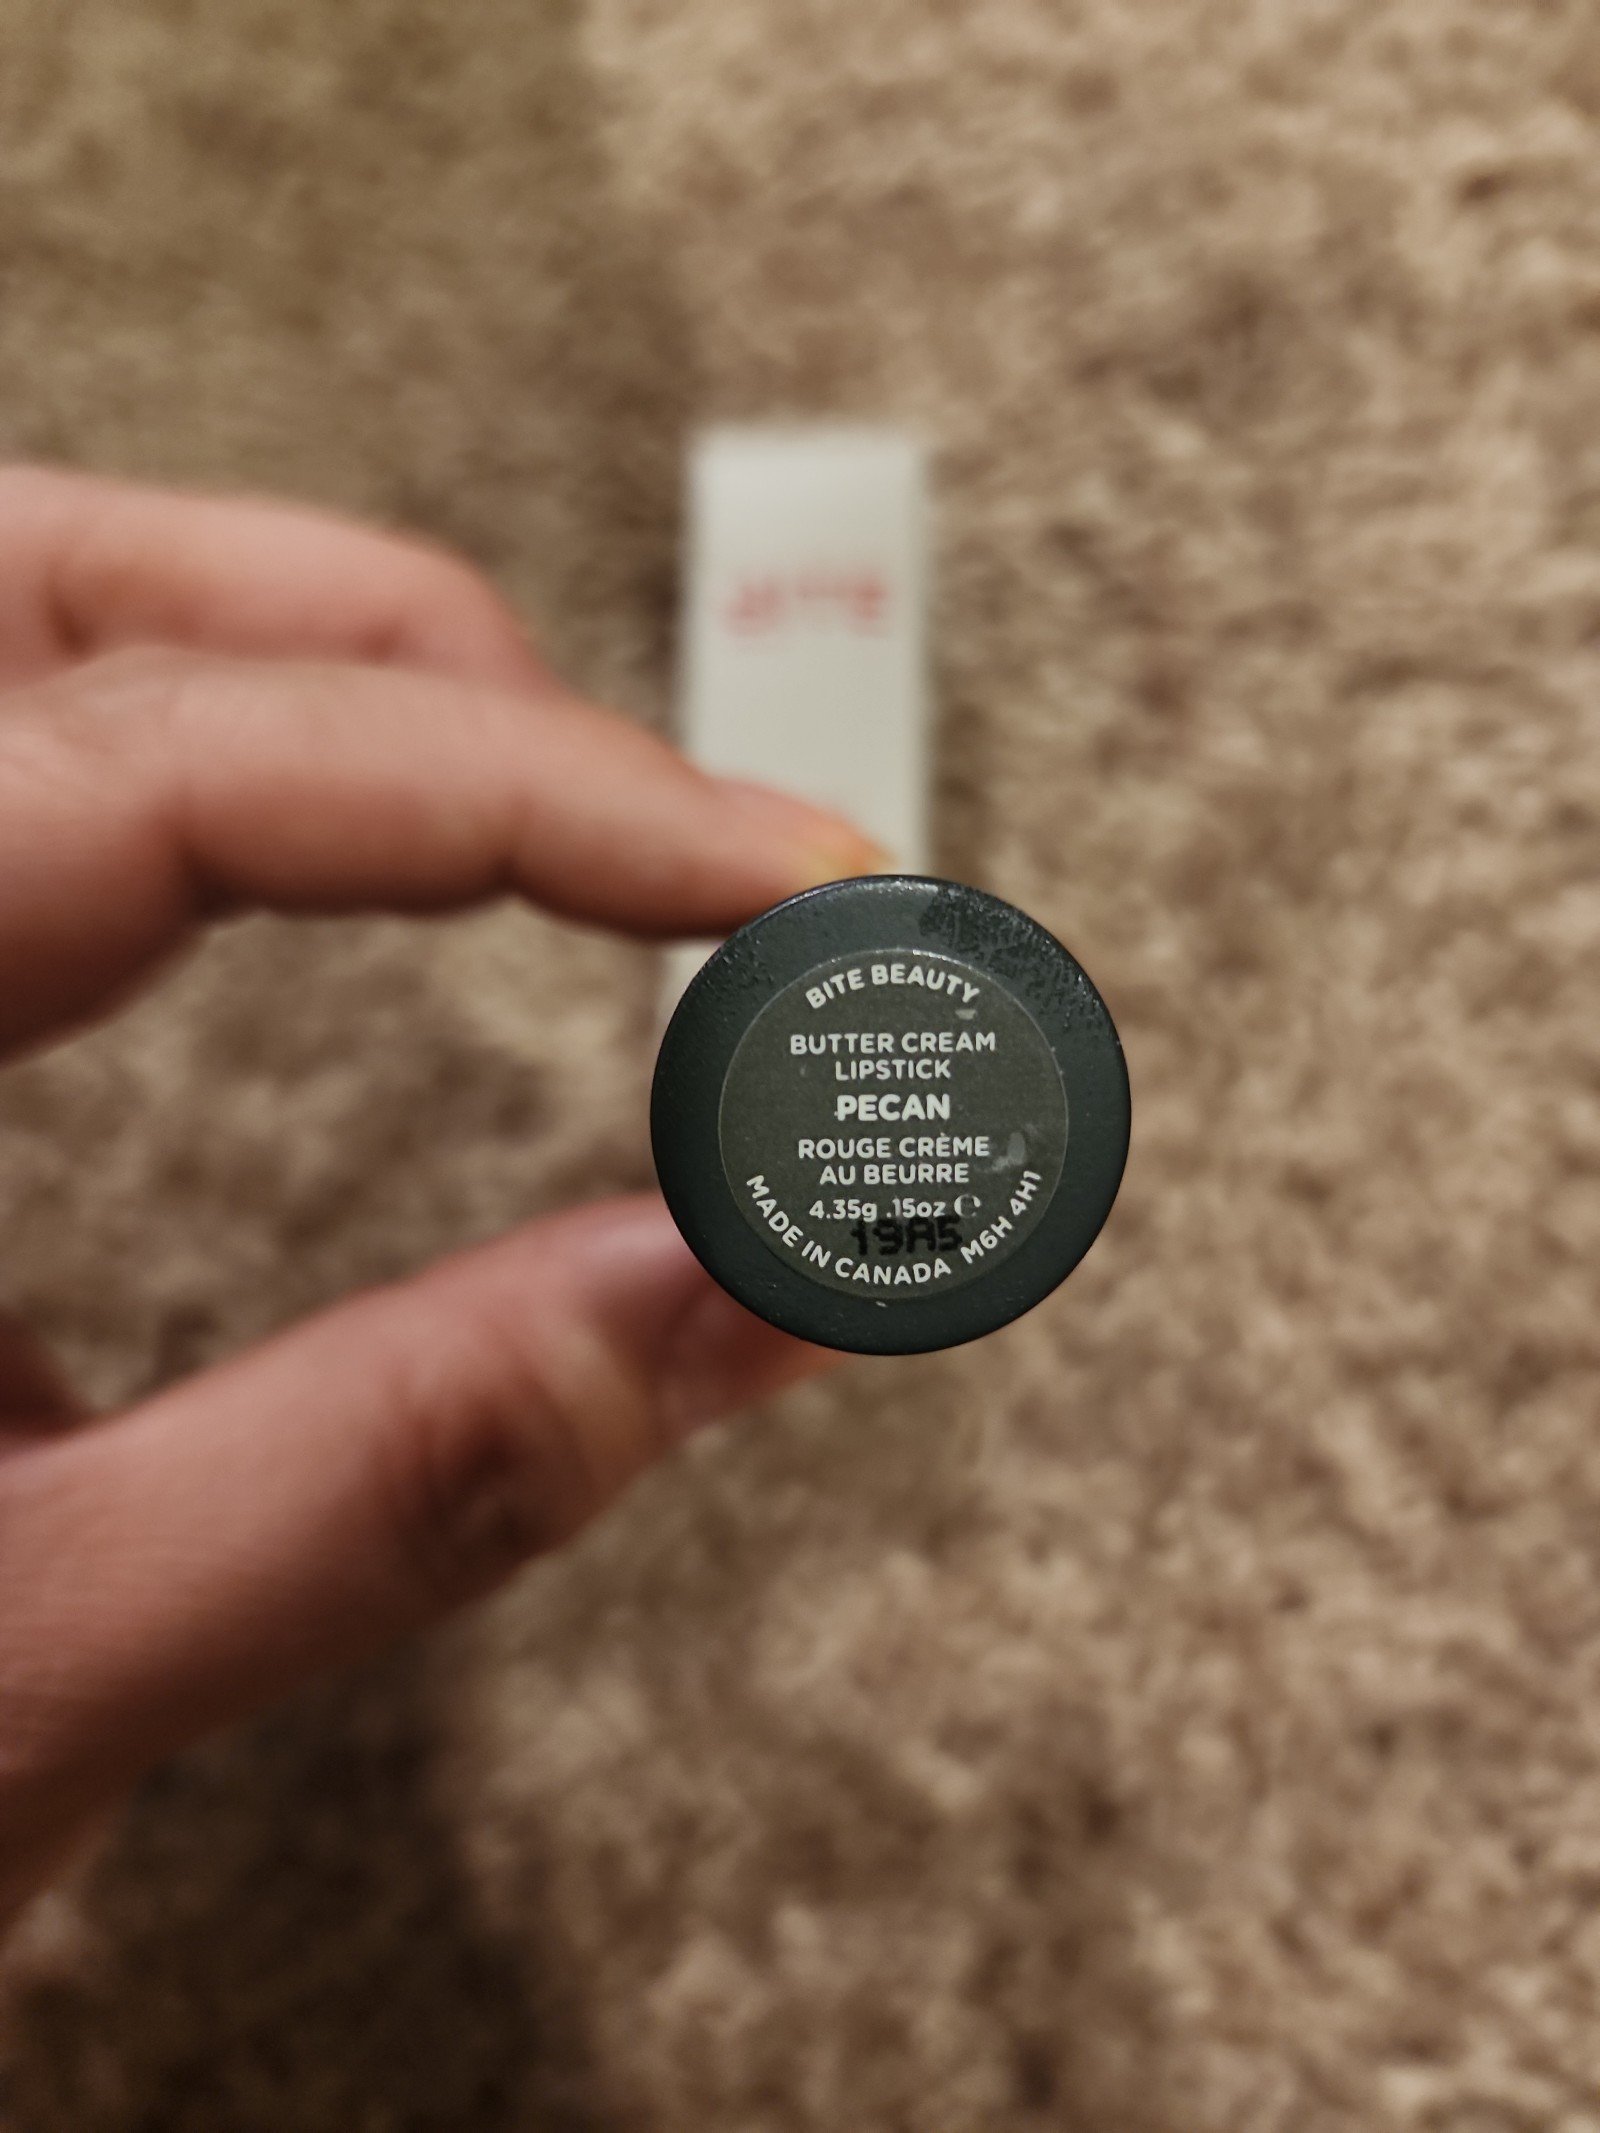 BITE BEAUTY
BUTTER CREAM
LIPSTICK
PECAN
ROUGE CRÈME
AU BEURRE
4.35g .15oz ℮
19A5
MADE IN CANADA M6H 4H1